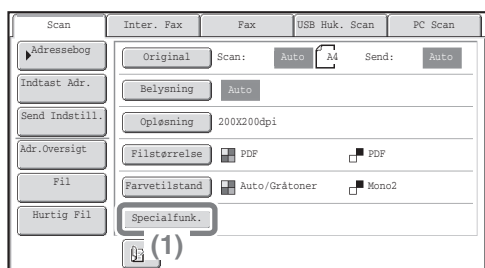 Scan Inter. Fax Fax USB Huk. Scan PC Scan
Adressebog
Original Scan: Auto A4 Send: Auto
Indtast Adr.
Belysning Auto
Send Indstill.
Opløsning 200X200dpi
Adr.Oversigt
Filstørrelse PDF PDF
Fil
Farvetilstand Auto/Gråtoner Mono2
Hurtig Fil
Specialfunk.
(1)